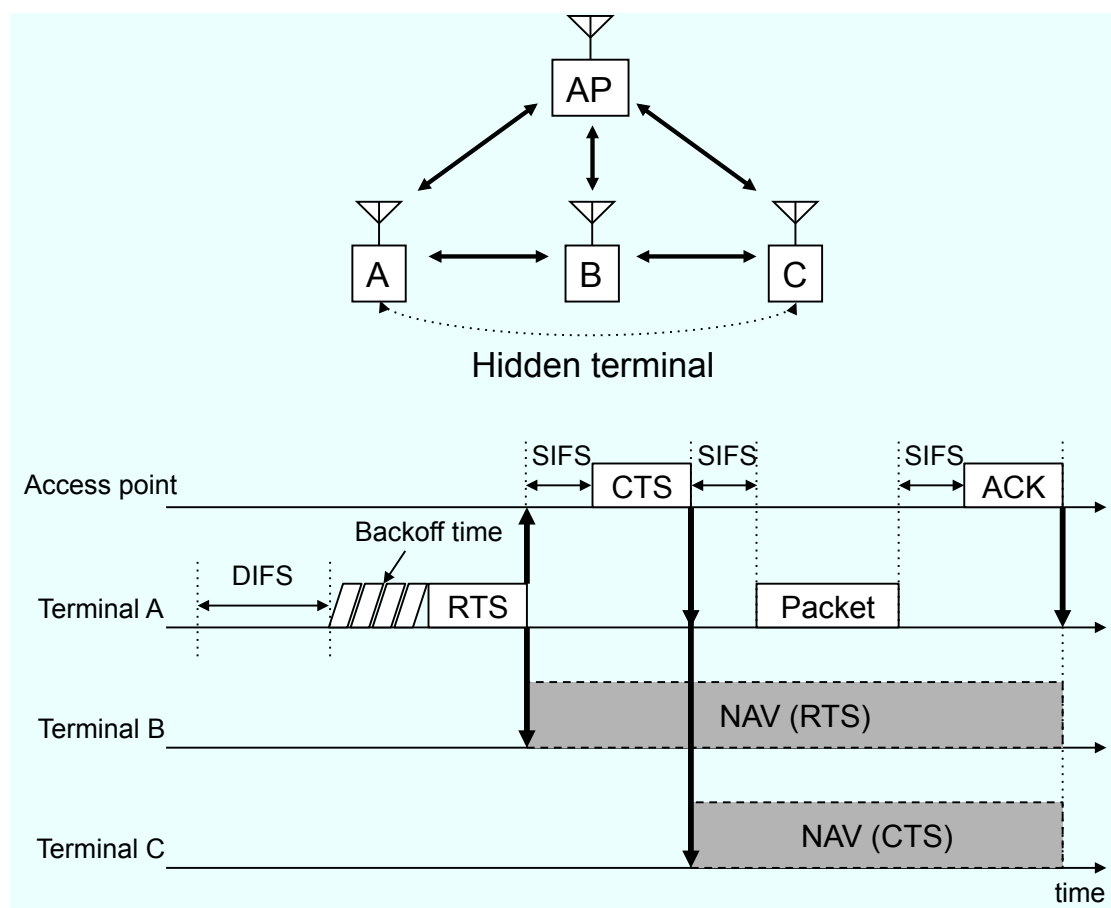 AP
A
B
C
Hidden terminal
SIFS
SIFS
SIFS
Access point
CTS
ACK
Backoff time
DIFS
Terminal A
RTS
Packet
Terminal B
NAV (RTS)
Terminal C
NAV (CTS)
time